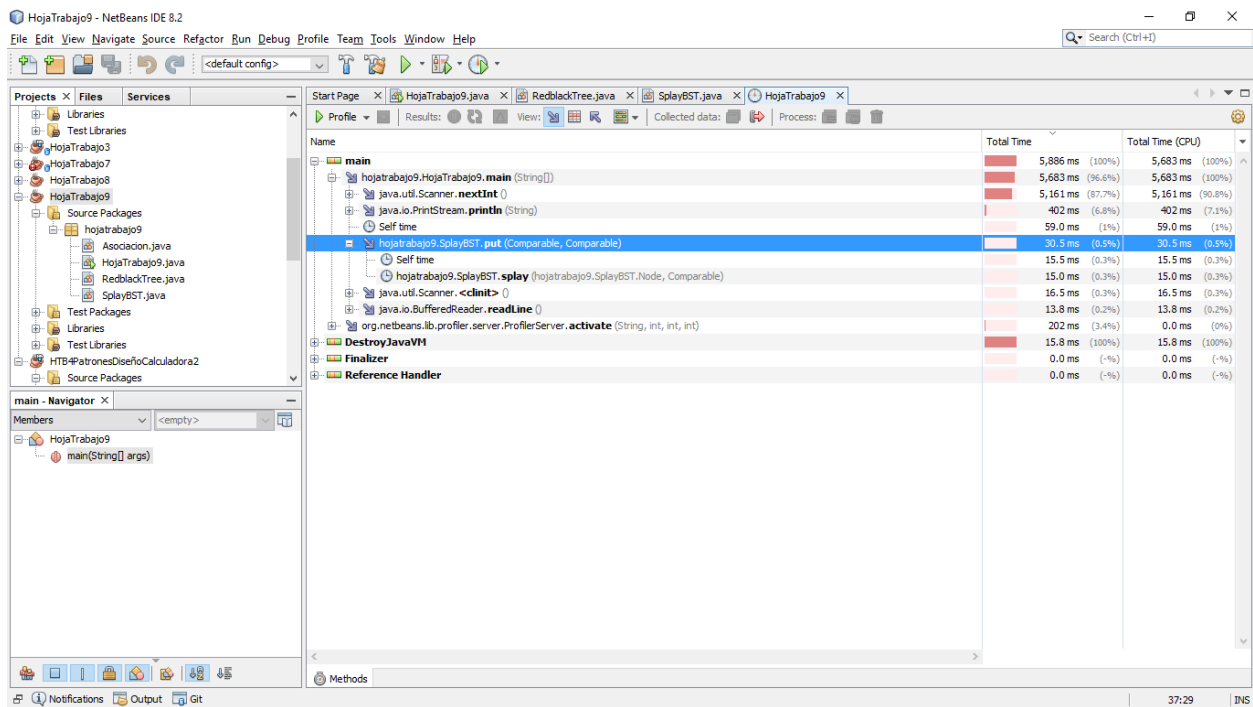 HojaTrabajo9 - NetBeans IDE 8.2
File Edit View Navigate Source Refactor Run Debug Profile Team Tools Window Help
Search (Ctrl+I)
<default config>
Projects Files Services
Libraries
Test Libraries
HojaTrabajo3
HojaTrabajo7
HojaTrabajo8
HojaTrabajo9
Source Packages
hojatrabajo9
Asociacion.java
HojaTrabajo9.java
RedblackTree.java
SplayBST.java
Test Packages
Libraries
Test Libraries
HTB4PatronesDiseñoCalculadora2
Source Packages
main - Navigator
Members <empty>
HojaTrabajo9
main(String[] args)
Start Page HojaTrabajo9.java RedblackTree.java SplayBST.java HojaTrabajo9
Profile Results: View: Collected data: Process:
Name Total Time Total Time (CPU)
main 5,886 ms (100%) 5,683 ms (100%)
hojatrabajo9.HojaTrabajo9.main (String[]) 5,683 ms (96.6%) 5,683 ms (100%)
java.util.Scanner.nextInt () 5,161 ms (87.7%) 5,161 ms (90.8%)
java.io.PrintStream.println (String) 402 ms (6.8%) 402 ms (7.1%)
Self time 59.0 ms (1%) 59.0 ms (1%)
hojatrabajo9.SplayBST.put (Comparable, Comparable) 30.5 ms (0.5%) 30.5 ms (0.5%)
Self time 15.5 ms (0.3%) 15.5 ms (0.3%)
hojatrabajo9.SplayBST.splay (hojatrabajo9.SplayBST.Node, Comparable) 15.0 ms (0.3%) 15.0 ms (0.3%)
java.util.Scanner.<clinit> () 16.5 ms (0.3%) 16.5 ms (0.3%)
java.io.BufferedReader.readLine () 13.8 ms (0.2%) 13.8 ms (0.2%)
org.netbeans.lib.profiler.server.ProfilerServer.activate (String, int, int, int) 202 ms (3.4%) 0.0 ms (0%)
DestroyJavaVM 15.8 ms (100%) 15.8 ms (100%)
Finalizer 0.0 ms (-%) 0.0 ms (-%)
Reference Handler 0.0 ms (-%) 0.0 ms (-%)
Methods
Notifications Output Git
37:29 INS